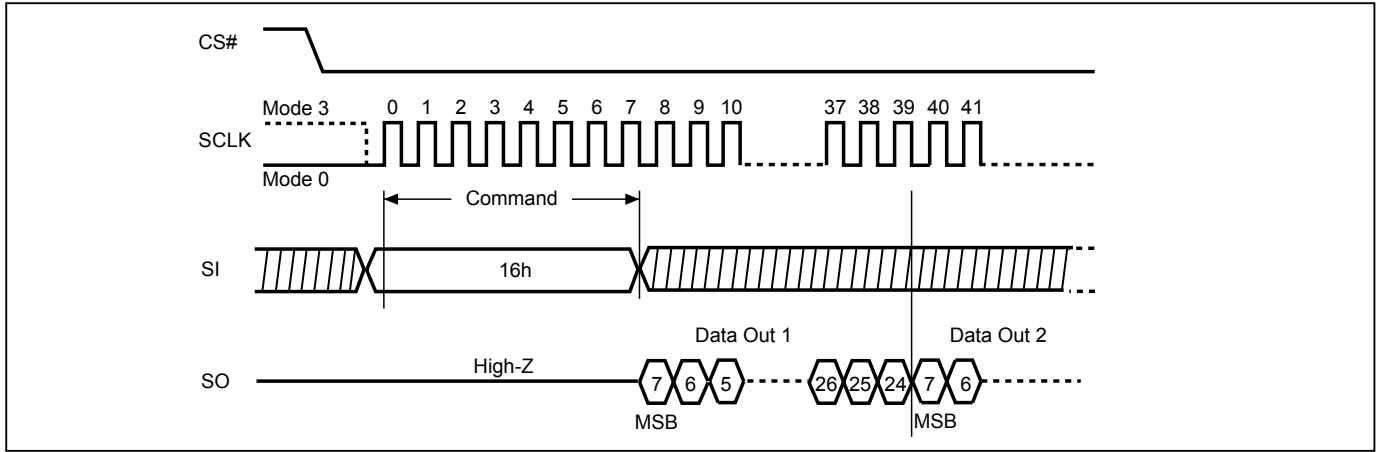 CS#
Mode 3
0 1 2 3 4 5 6 7 8 9 10 37 38 39 40 41
SCLK
Mode 0
Command
SI
16h
Data Out 1 Data Out 2
High-Z
SO
7 6 5 26 25 24 7 6
MSB MSB